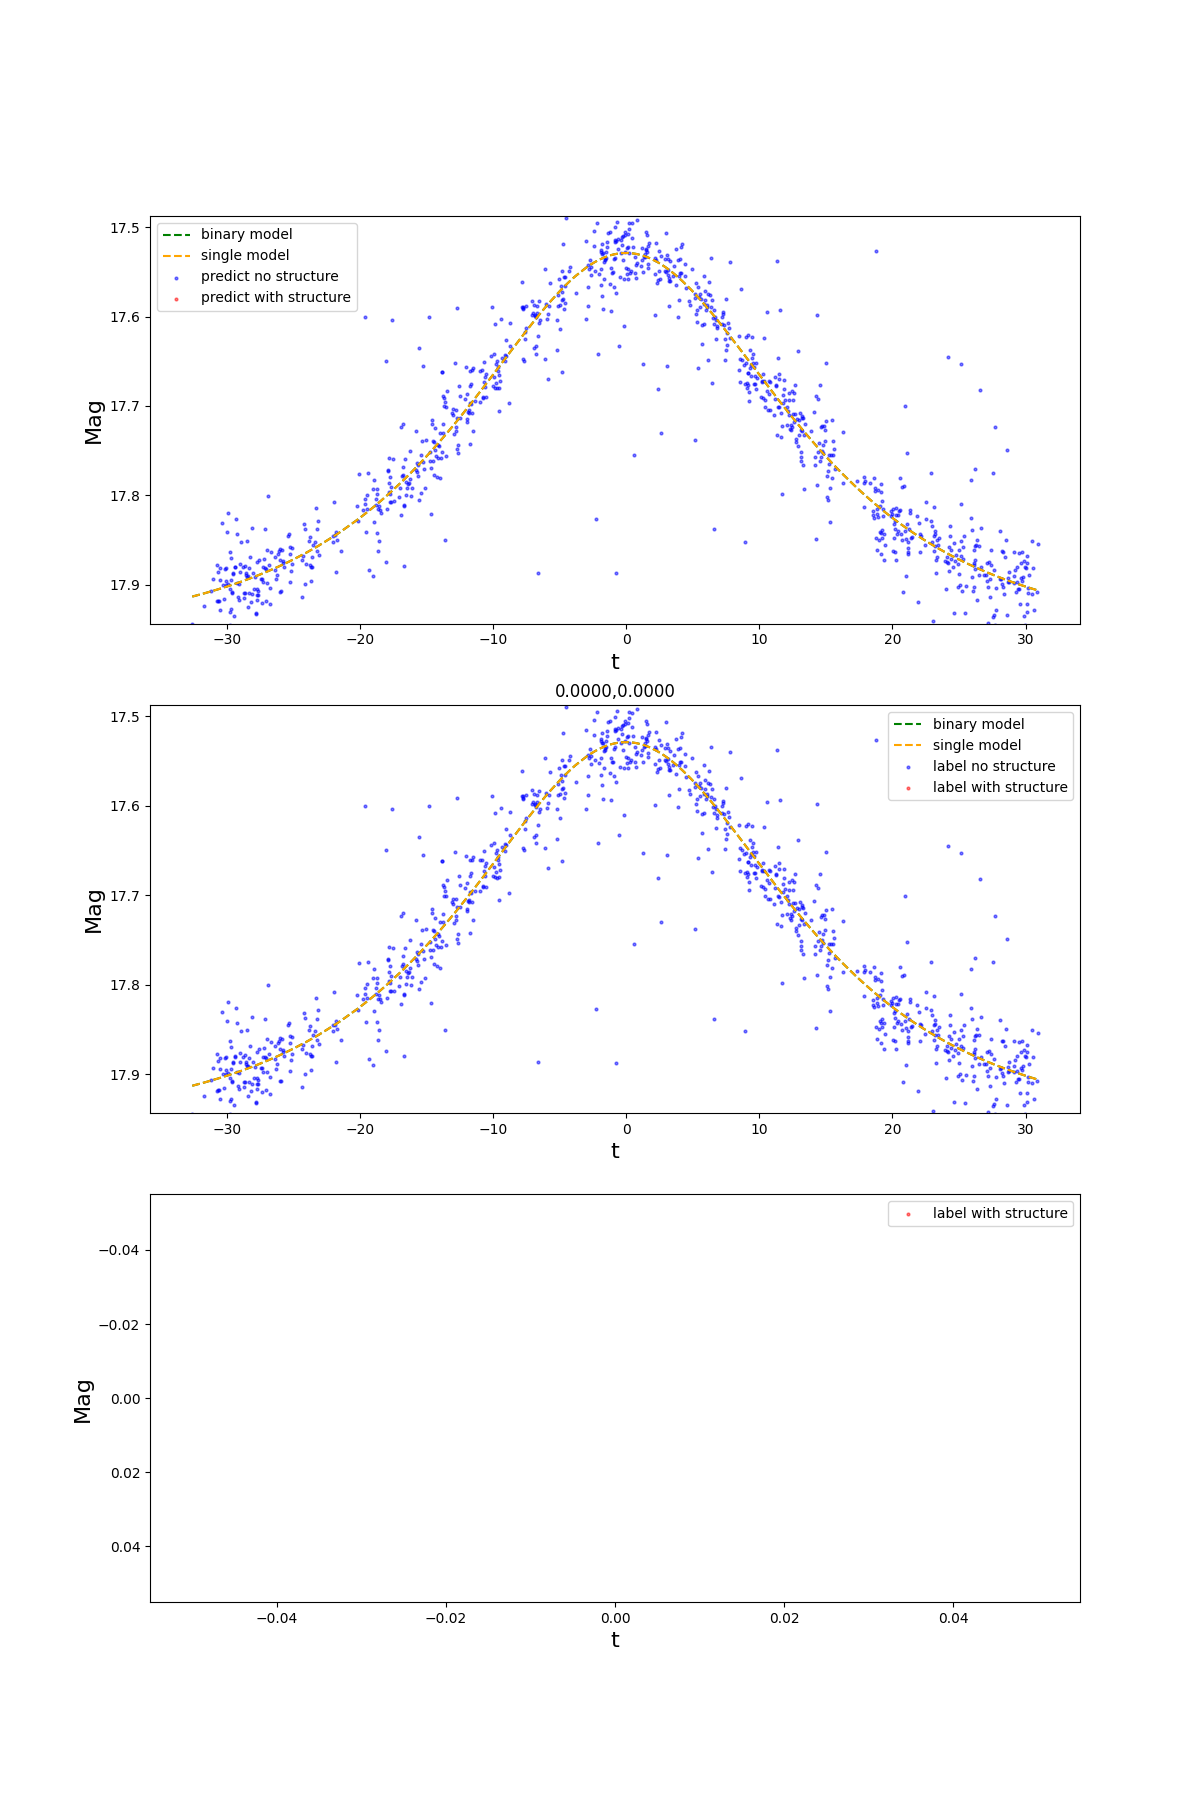 17.5
17.6
17.7
17.8
17.9
Mag
binary model
single model
predict no structure
predict with structure
−30
−20
−10
0
10
20
30
t
0.0000,0.0000
17.5
17.6
17.7
17.8
17.9
Mag
binary model
single model
label no structure
label with structure
−30
−20
−10
0
10
20
30
t
−0.04
−0.02
0.00
0.02
0.04
Mag
label with structure
−0.04
−0.02
0.00
0.02
0.04
t